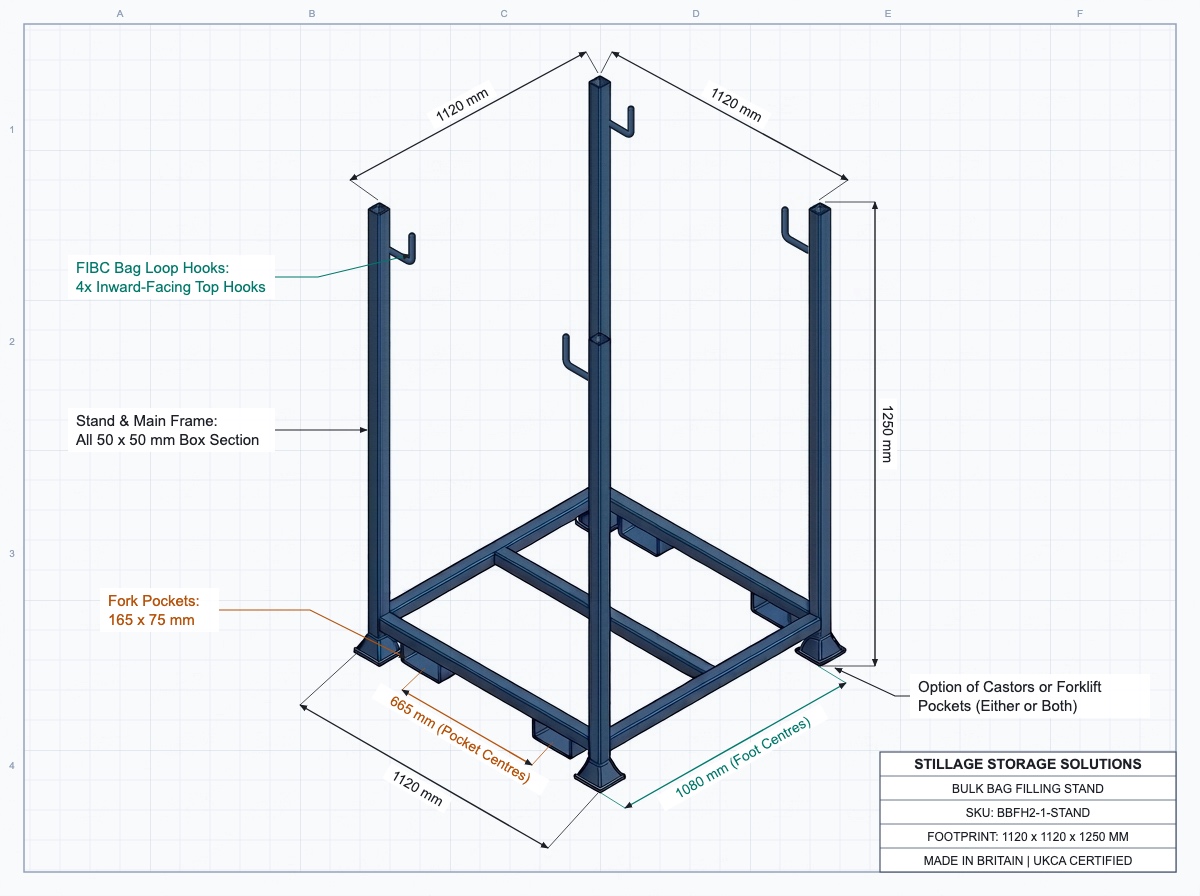 A B C D E F
1120 mm
1120 mm
1
FIBC Bag Loop Hooks:
4x Inward-Facing Top Hooks
2
Stand & Main Frame:
All 50 x 50 mm Box Section
1250 mm
3
Fork Pockets:
165 x 75 mm
Option of Castors or Forklift
Pockets (Either or Both)
665 mm (Pocket Centres)
1080 mm (Foot Centres)
1120 mm
4
STILLAGE STORAGE SOLUTIONS
BULK BAG FILLING STAND
SKU: BBFH2-1-STAND
FOOTPRINT: 1120 x 1120 x 1250 MM
MADE IN BRITAIN | UKCA CERTIFIED